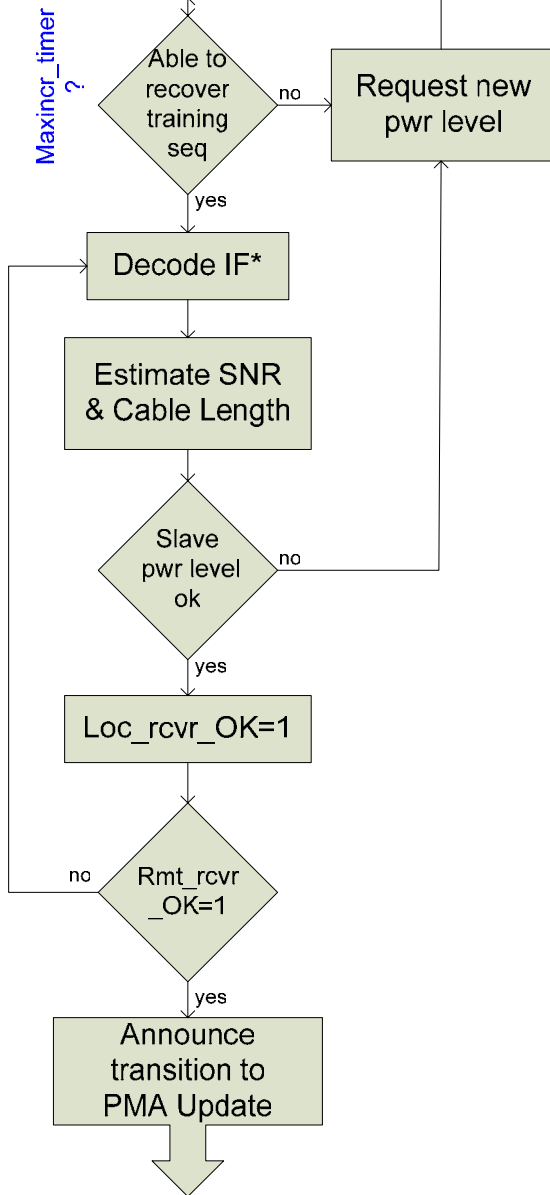 Maxincr_timer
?
Able to
recover
training
seq
no
Request new
pwr level
yes
Decode IF*
Estimate SNR
& Cable Length
Slave
pwr level
ok
no
yes
Loc_rcvr_OK=1
no
Rmt_rcvr
_OK=1
yes
Announce
transition to
PMA Update